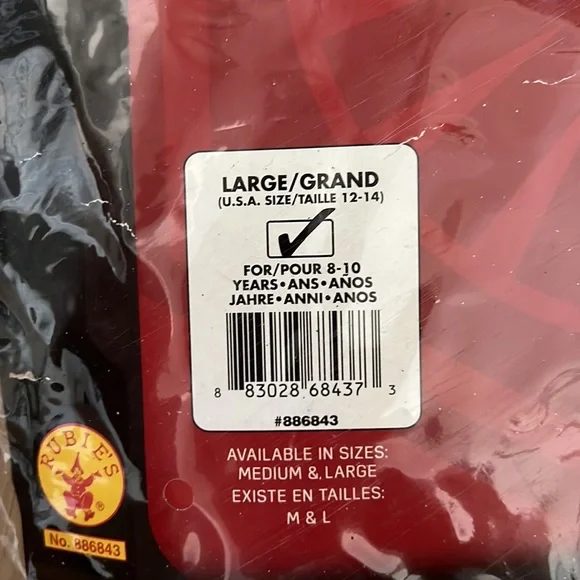 LARGE/GRAND
(U.S.A. SIZE/TAILLE 12-14)
FOR/POUR 8-10
YEARS•ANS•AÑOS
JAHRE•ANNI•ANOS
8 83028 68437 3
#886843
AVAILABLE IN SIZES:
MEDIUM & LARGE
EXISTE EN TAILLES:
M & L
RUBIE'S
®
No. 886843